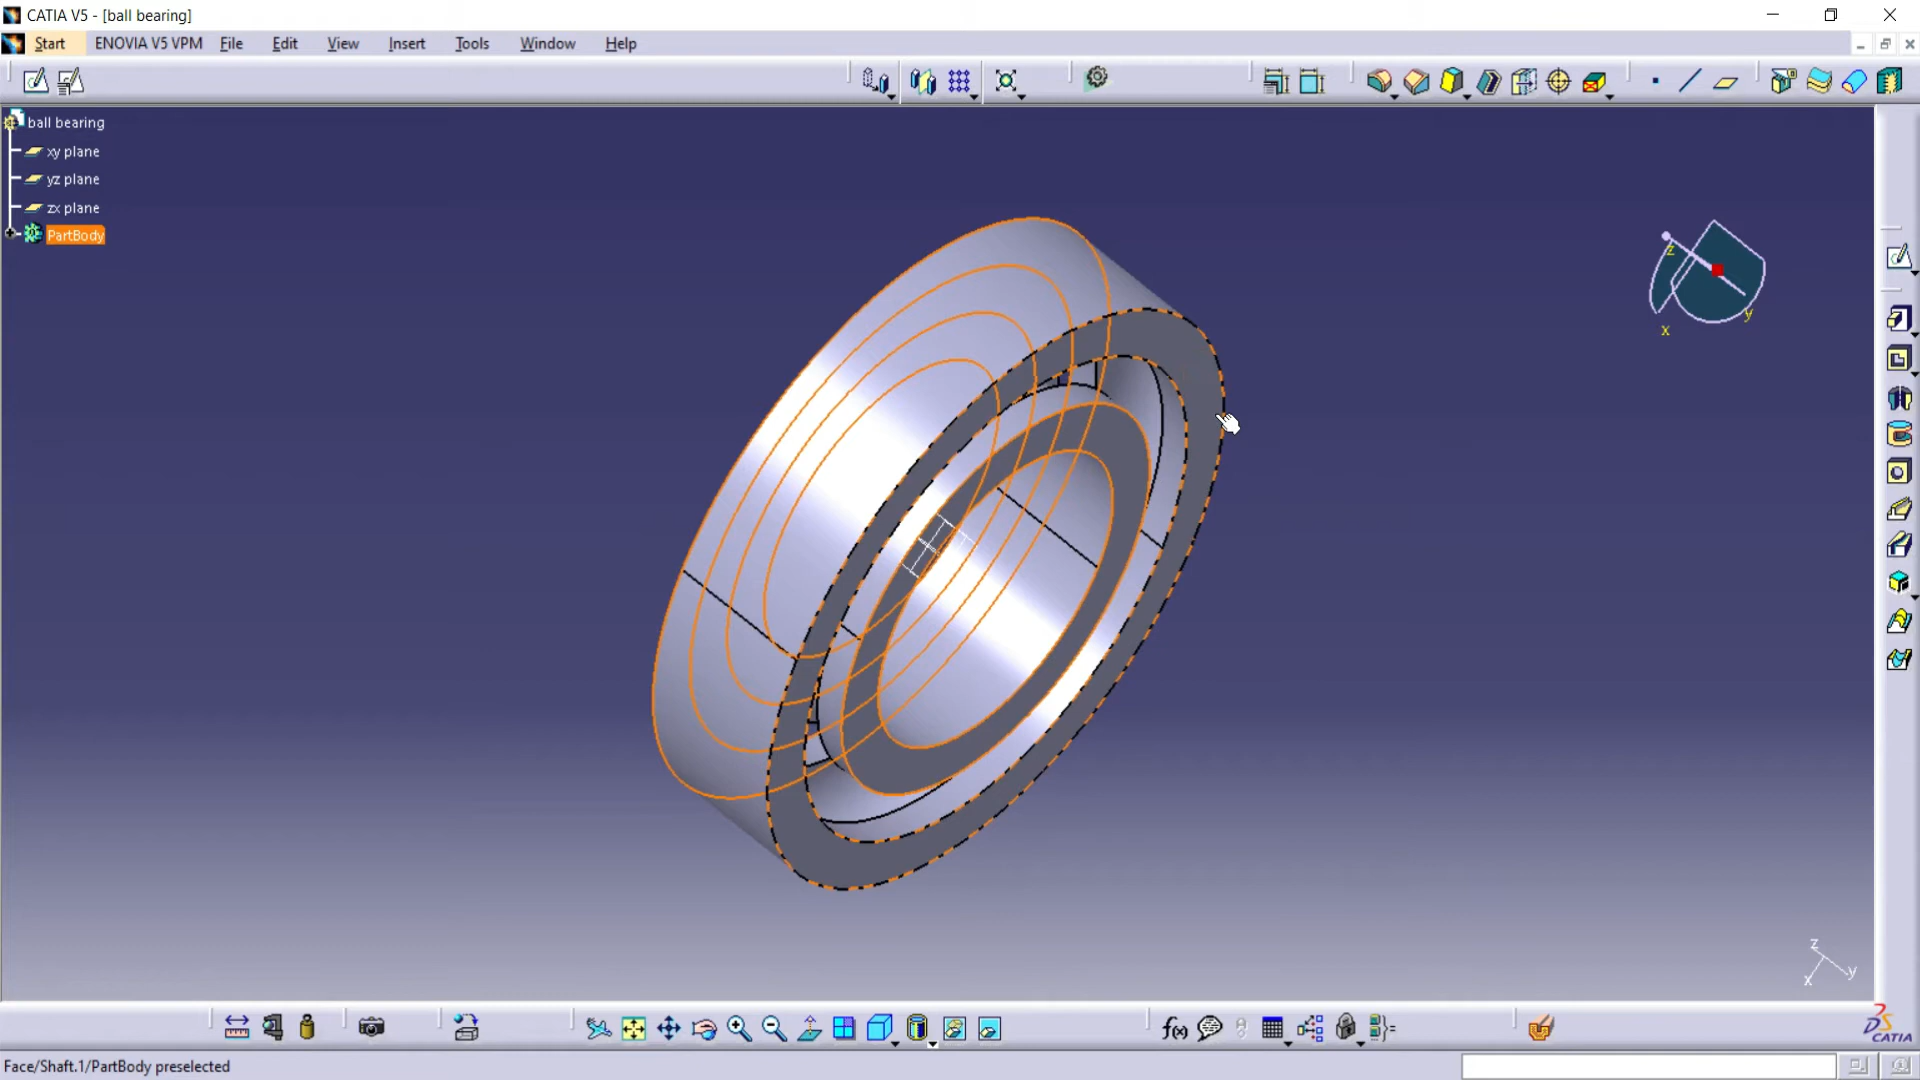 CATIA V5 - [ball bearing]
Start ENOVIA V5 VPM File Edit View Insert Tools Window Help
ball bearing
xy plane
yz plane
zx plane
PartBody
z
x
y
z
y
x
f(x)
CATIA
Face/Shaft.1/PartBody preselected